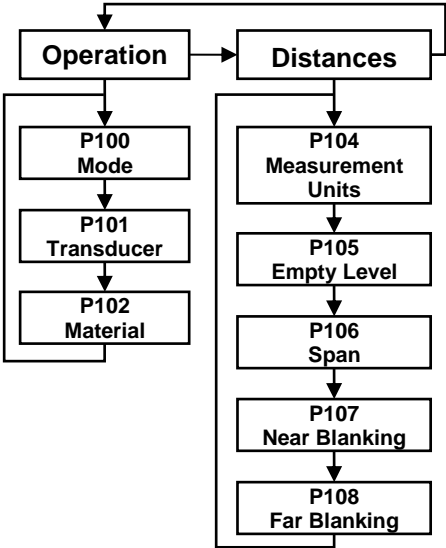 Operation
Distances
P100
Mode
P101
Transducer
P102
Material
P104
Measurement
Units
P105
Empty Level
P106
Span
P107
Near Blanking
P108
Far Blanking